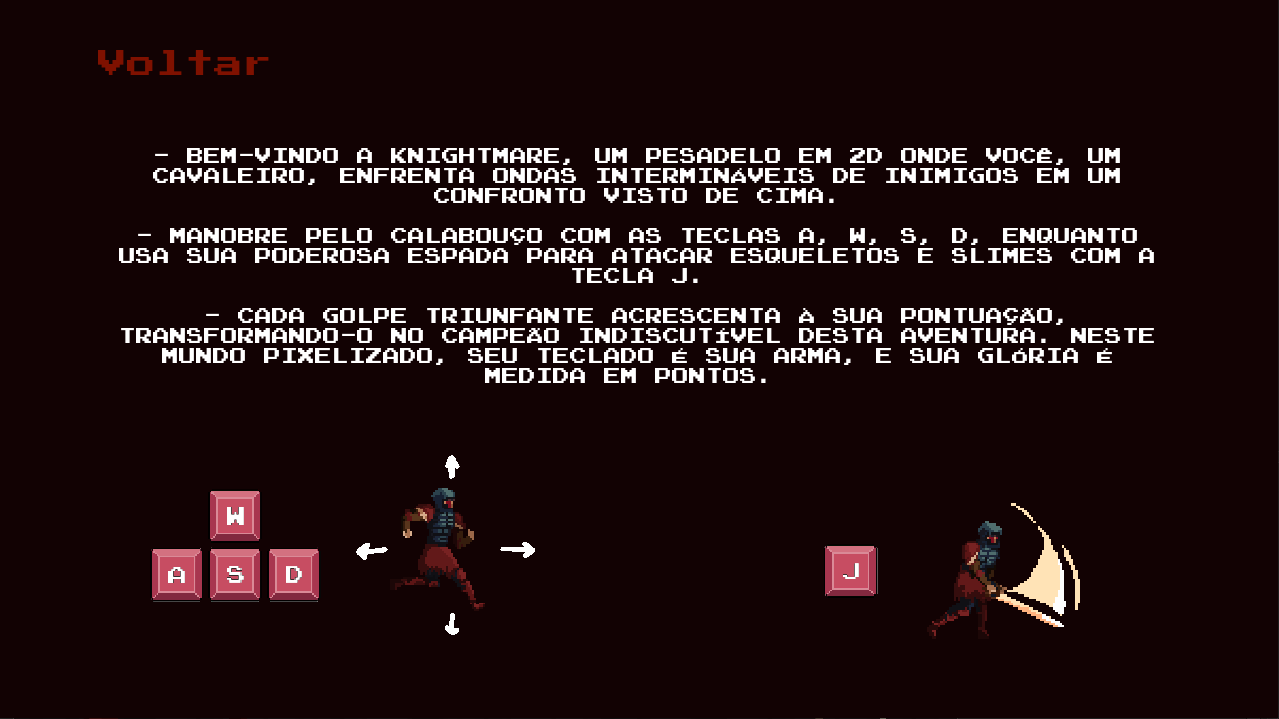 Voltar
- BEM-VINDO A KNIGHTMARE, UM PESADELO EM 2D ONDE VOCÊ, UM
CAVALEIRO, ENFRENTA ONDAS INTERMINÁVEIS DE INIMIGOS EM UM
CONFRONTO VISTO DE CIMA.
- MANOBRE PELO CALABOUÇO COM AS TECLAS A, W, S, D, ENQUANTO
USA SUA PODEROSA ESPADA PARA ATACAR ESQUELETOS E SLIMES COM A
TECLA J.
- CADA GOLPE TRIUNFANTE ACRESCENTA À SUA PONTUAÇÃO,
TRANSFORMANDO-O NO CAMPEÃO INDISCUTÍVEL DESTA AVENTURA. NESTE
MUNDO PIXELIZADO, SEU TECLADO É SUA ARMA, E SUA GLÓRIA É
MEDIDA EM PONTOS.
W
A S D
J